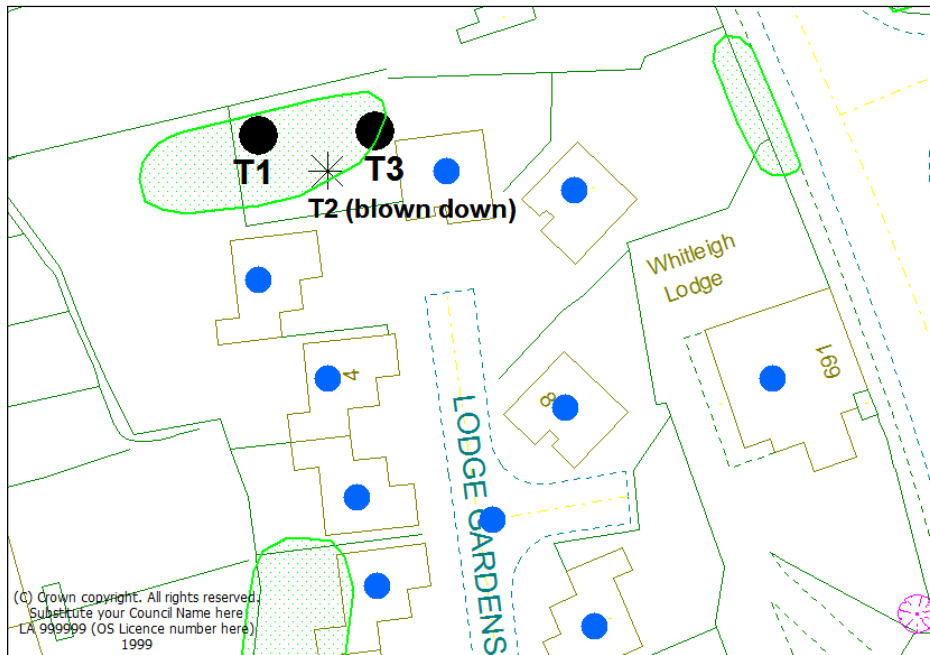 T1
T3
T2 (blown down)
Whitleigh
Lodge
4
8
169
LODGE GARDENS
(C) Crown copyright. All rights reserved.
Substitute your Council Name here
LA 999999 (OS Licence number here)
1999